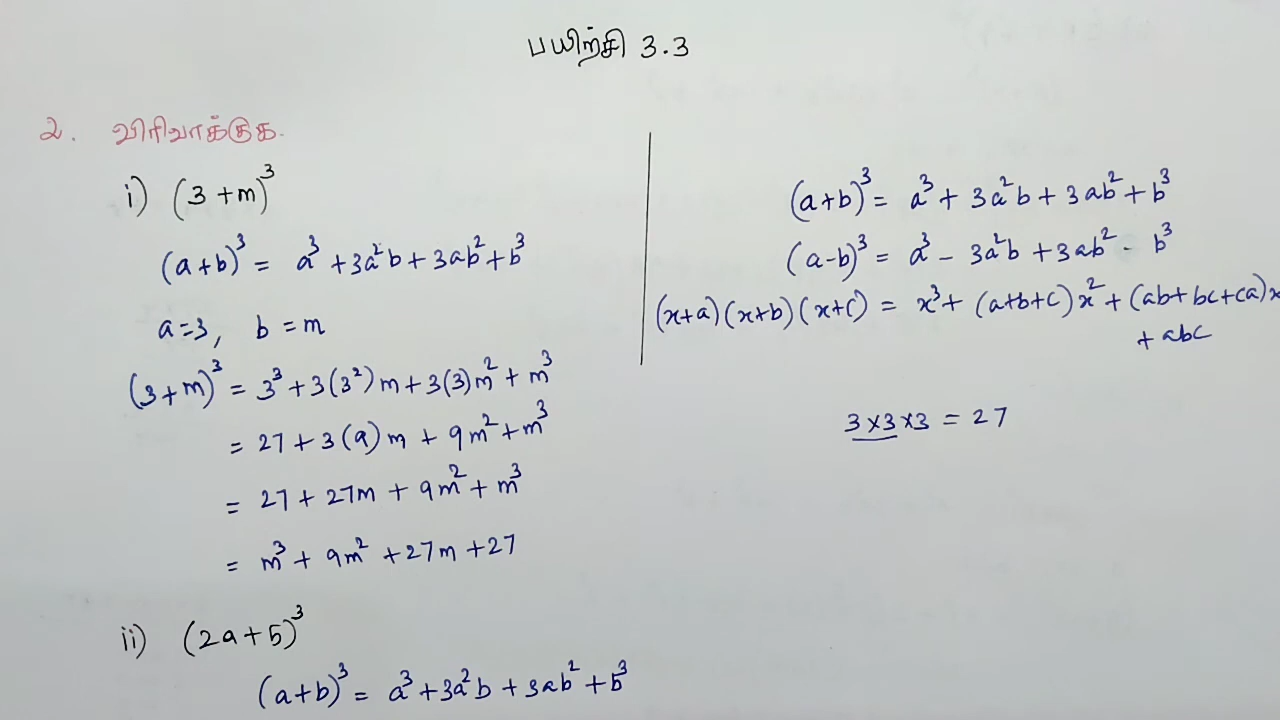 பயிற்சி 3.3
2. விரிவாக்குக.
i) (3+m)³
(a+b)³ = a³ + 3a²b + 3ab² + b³
a=3, b=m
(3+m)³ = 3³ + 3(3²)m + 3(3)m² + m³
= 27 + 3(9)m + 9m² + m³
= 27 + 27m + 9m² + m³
= m³ + 9m² + 27m + 27
ii) (2a+5)³
(a+b)³ = a³ + 3a²b + 3ab² + b³
(a+b)³ = a³ + 3a²b + 3ab² + b³
(a-b)³ = a³ - 3a²b + 3ab² - b³
(x+a)(x+b)(x+c) = x³ + (a+b+c)x² + (ab+bc+ca)x
+ abc
3×3×3 = 27